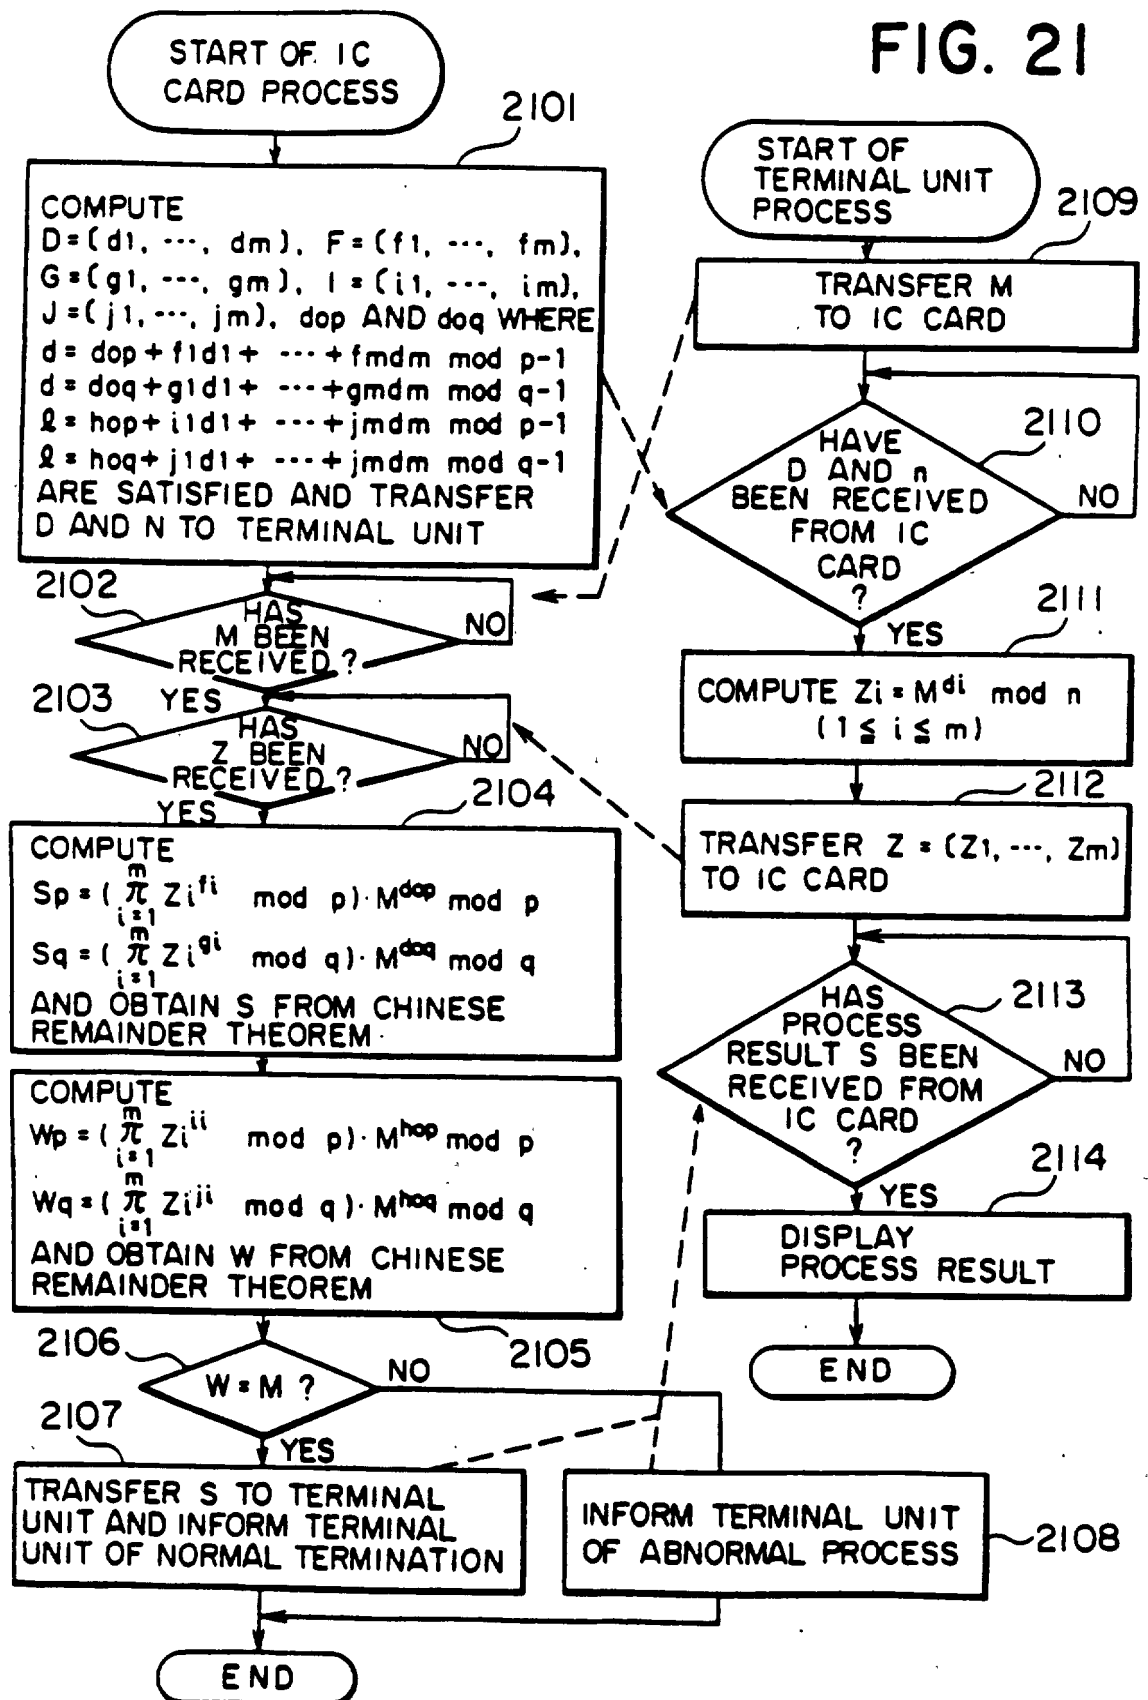 FIG. 21
START OF IC
CARD PROCESS
2101
COMPUTE
D=(d1, ---, dm), F=(f1, ---, fm),
G=(g1, ---, gm), I=(i1, ---, im),
J=(j1, ---, jm), dop AND doq WHERE
d=dop+f1d1+ ---+fmdm mod p-1
d=doq+g1d1+ ---+gmdm mod q-1
ℓ=hop+i1d1+ ---+jmdm mod p-1
ℓ=hoq+j1d1+ ---+jmdm mod q-1
ARE SATISFIED AND TRANSFER
D AND N TO TERMINAL UNIT
2102
HAS
M BEEN
RECEIVED ?
NO
YES
2103
HAS
Z BEEN
RECEIVED ?
NO
YES
2104
COMPUTE
m
Sp=( π Zi^fi mod p)·M^dop mod p
i=1
m
Sq=( π Zi^gi mod q)·M^doq mod q
i=1
AND OBTAIN S FROM CHINESE
REMAINDER THEOREM
COMPUTE
m
Wp=( π Zi^ii mod p)·M^hop mod p
i=1
m
Wq=( π Zi^ji mod q)·M^hoq mod q
i=1
AND OBTAIN W FROM CHINESE
REMAINDER THEOREM
2105
2106
W=M ?
NO
YES
2107
TRANSFER S TO TERMINAL
UNIT AND INFORM TERMINAL
UNIT OF NORMAL TERMINATION
INFORM TERMINAL UNIT
OF ABNORMAL PROCESS
2108
END
START OF
TERMINAL UNIT
PROCESS
2109
TRANSFER M
TO IC CARD
2110
HAVE
D AND n
BEEN RECEIVED
FROM IC
CARD
?
NO
YES
2111
COMPUTE Zi=M^di mod n
(1≦i≦m)
2112
TRANSFER Z=(Z1, ---, Zm)
TO IC CARD
2113
HAS
PROCESS
RESULT S BEEN
RECEIVED FROM
IC CARD
?
NO
YES
2114
DISPLAY
PROCESS RESULT
END